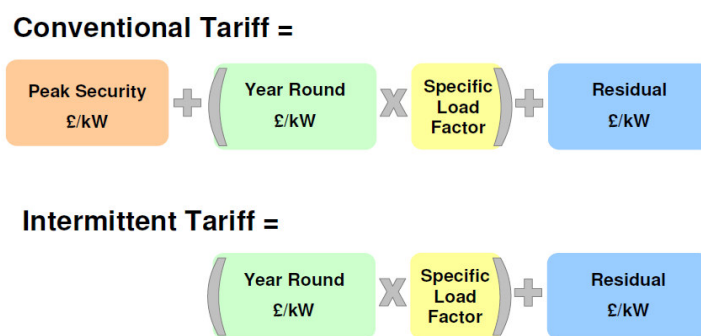 Conventional Tariff =
Peak Security
£/kW
+
(
Year Round
£/kW
X
Specific
Load
Factor
)
+
Residual
£/kW
Intermittent Tariff =
(
Year Round
£/kW
X
Specific
Load
Factor
)
+
Residual
£/kW